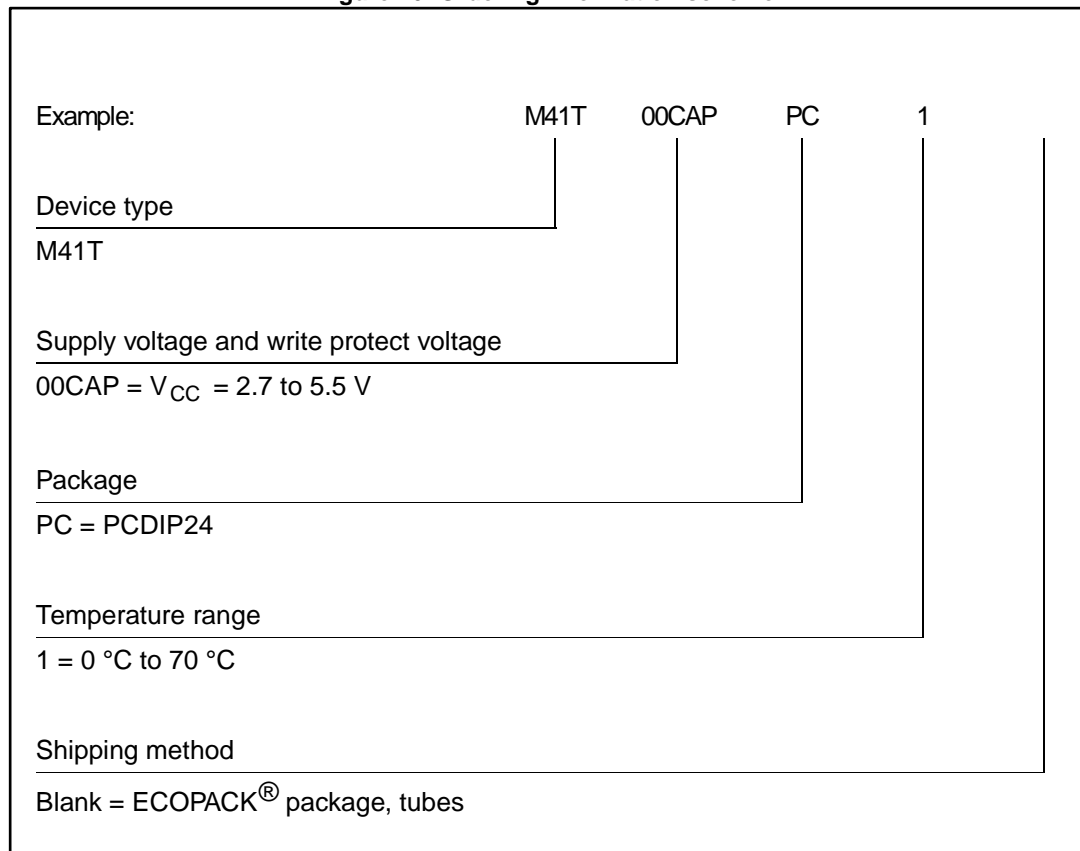 Example: M41T 00CAP PC 1
Device type
M41T
Supply voltage and write protect voltage
00CAP = VCC = 2.7 to 5.5 V
Package
PC = PCDIP24
Temperature range
1 = 0 °C to 70 °C
Shipping method
Blank = ECOPACK® package, tubes